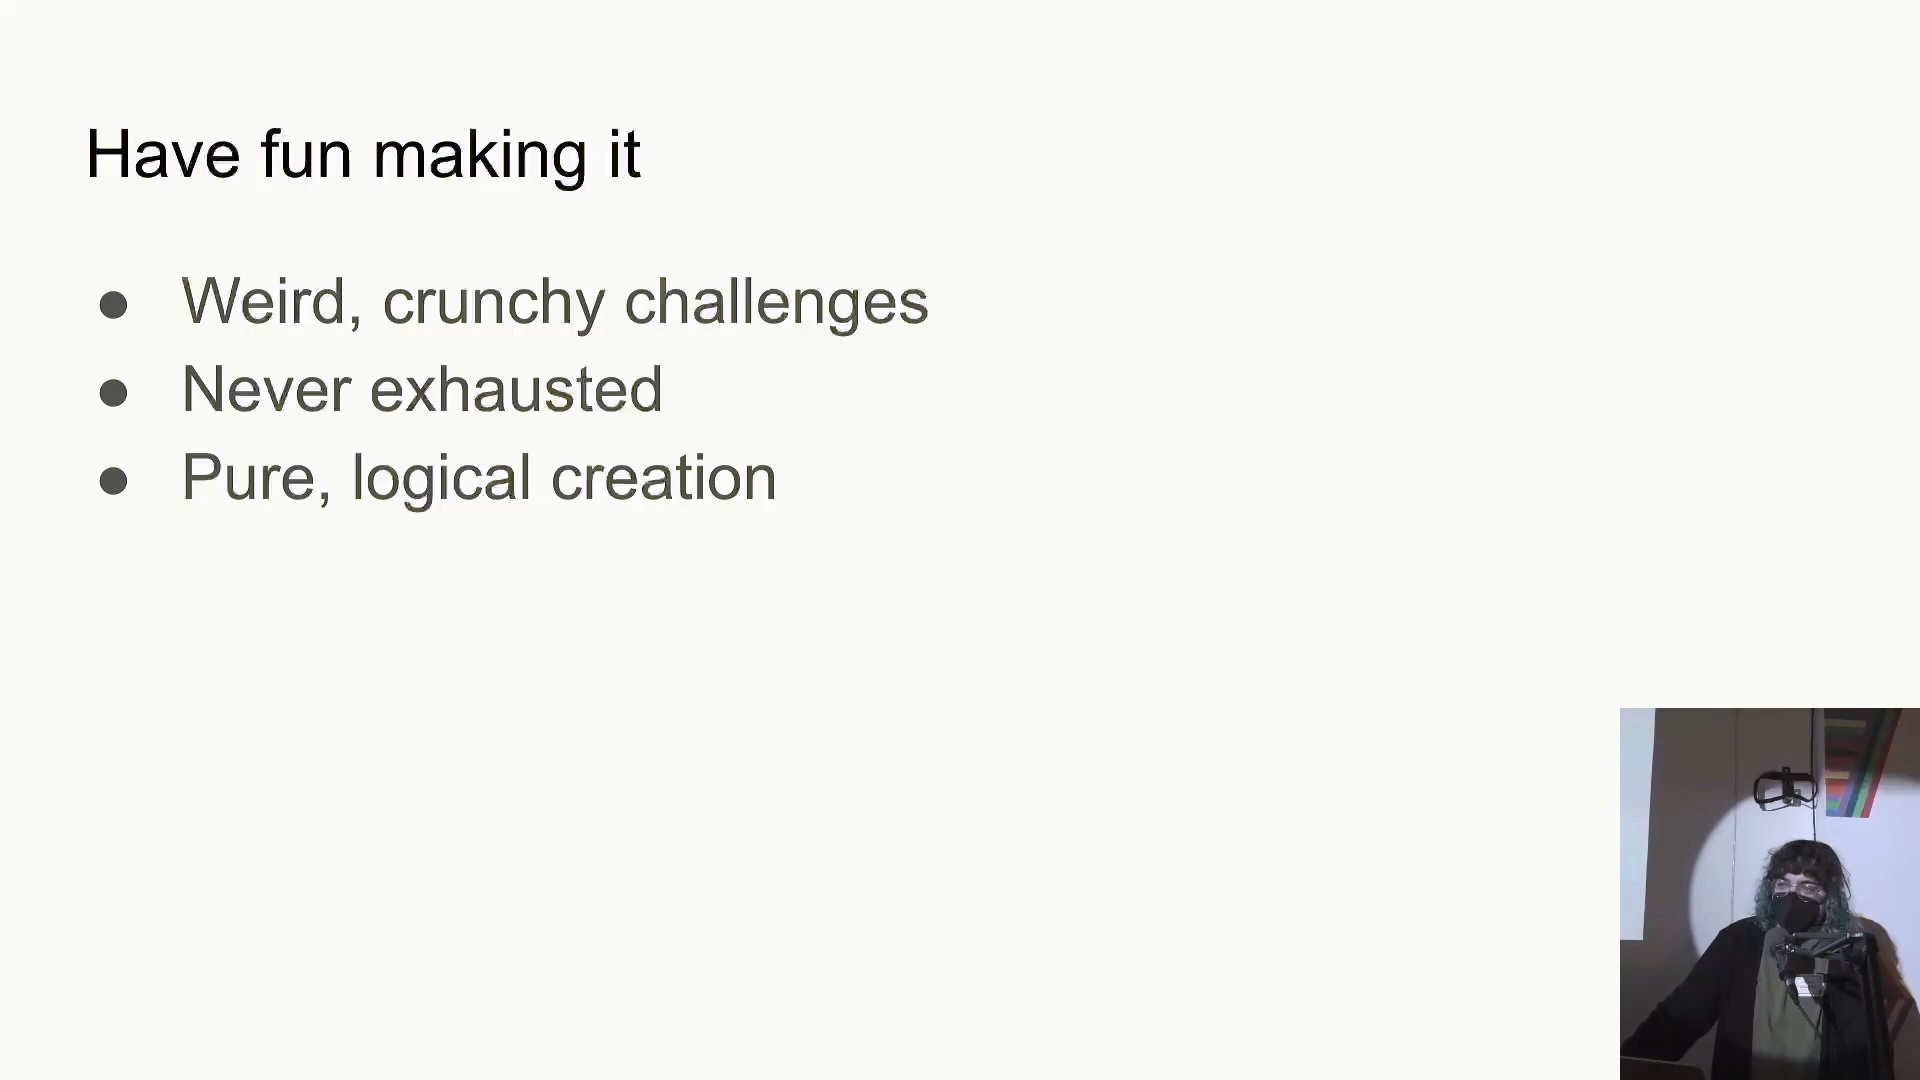 Have fun making it
● Weird, crunchy challenges
● Never exhausted
● Pure, logical creation